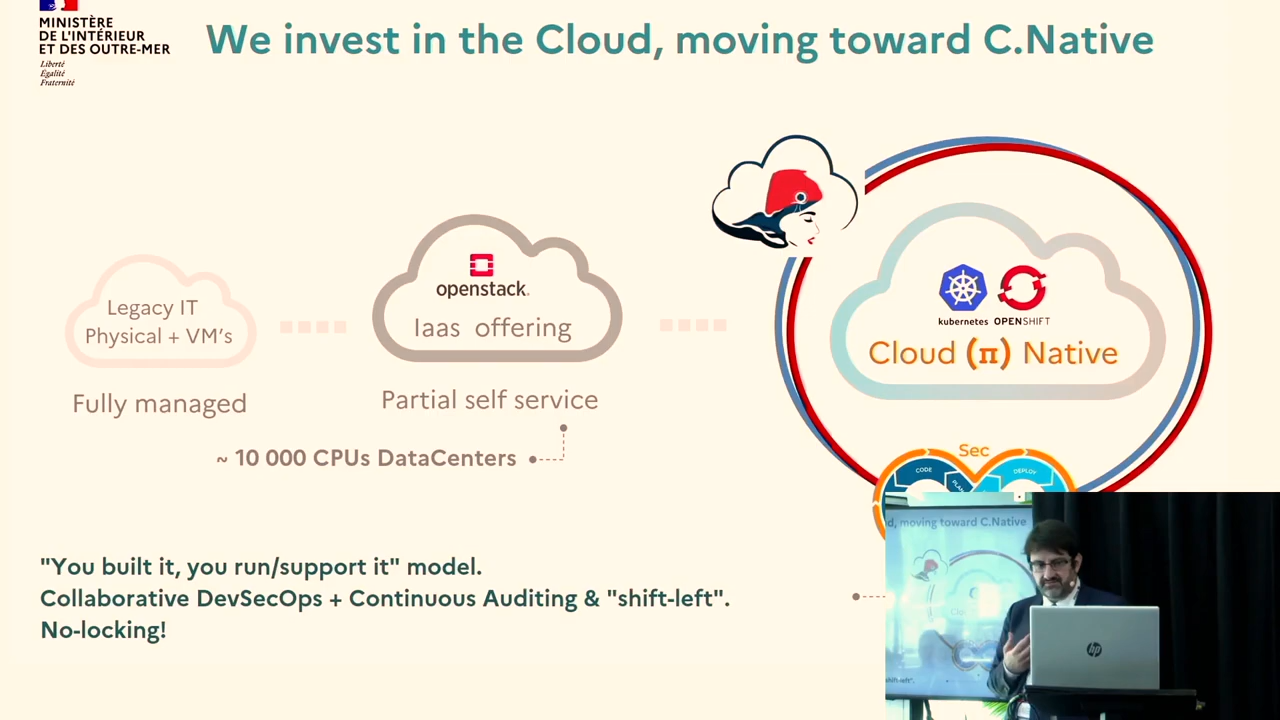 MINISTÈRE
DE L'INTÉRIEUR
ET DES OUTRE-MER
Liberté
Égalité
Fraternité
We invest in the Cloud, moving toward C.Native
Legacy IT
Physical + VM's
Fully managed
openstack.
Iaas offering
Partial self service
~ 10 000 CPUs DataCenters
kubernetes OPENSHIFT
Cloud (π) Native
Sec
CODE
DEPLOY
"You built it, you run/support it" model.
Collaborative DevSecOps + Continuous Auditing & "shift-left".
No-locking!
d, moving toward C.Native
shift-left".
hp